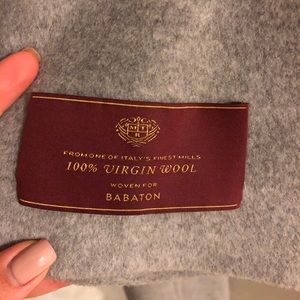 FROM ONE OF ITALY'S FINEST MILLS
100% VIRGIN WOOL
WOVEN FOR
BABATON